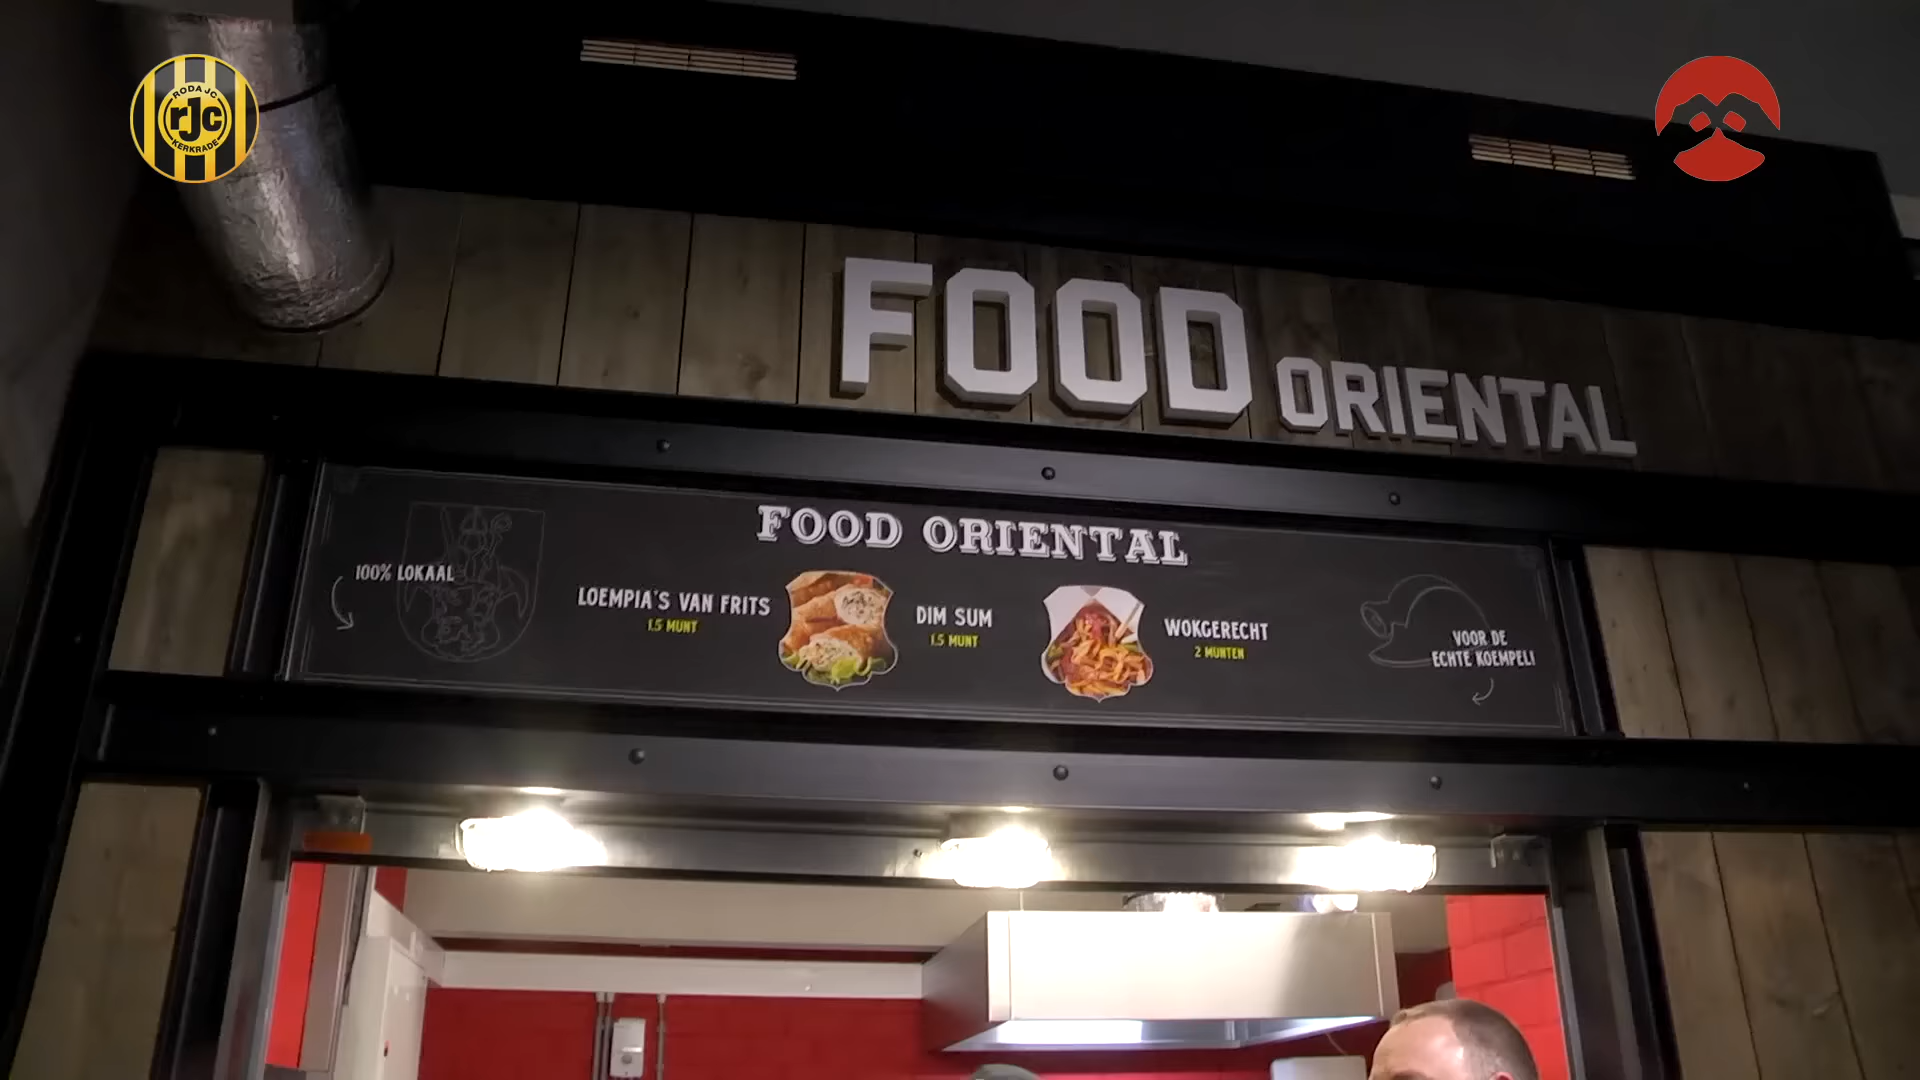 RODA JC
rJc
KERKRADE
FOOD ORIENTAL
FOOD ORIENTAL
100% LOKAAL
LOEMPIA'S VAN FRITS
1.5 MUNT
DIM SUM
1.5 MUNT
WOKGERECHT
2 MUNTEN
VOOR DE
ECHTE KOEMPEL!